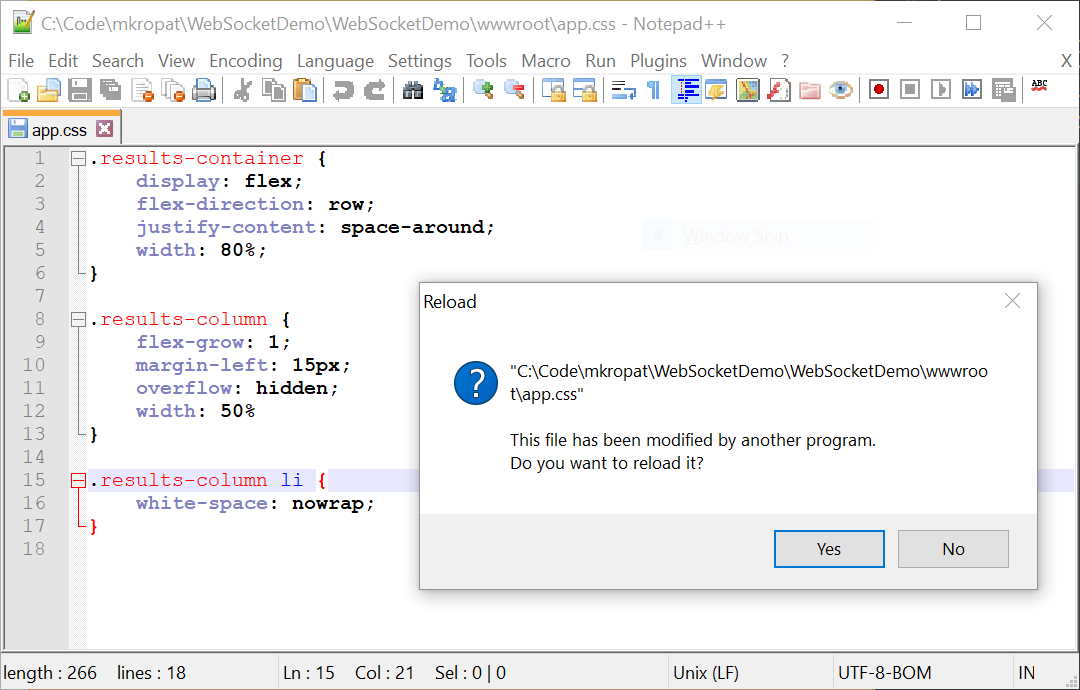 C:\Code\mkropat\WebSocketDemo\WebSocketDemo\wwwroot\app.css - Notepad++
File Edit Search View Encoding Language Settings Tools Macro Run Plugins Window ? X
ABC
app.css
1 .results-container {
2 display: flex;
3 flex-direction: row;
4 justify-content: space-around;
5 width: 80%;
6 }
7
8 .results-column {
9 flex-grow: 1;
10 margin-left: 15px;
11 overflow: hidden;
12 width: 50%
13 }
14
15 .results-column li {
16 white-space: nowrap;
17 }
18
Window Snip
Reload
"C:\Code\mkropat\WebSocketDemo\WebSocketDemo\wwwroo
t\app.css"
This file has been modified by another program.
Do you want to reload it?
Yes No
length : 266 lines : 18 Ln : 15 Col : 21 Sel : 0 | 0 Unix (LF) UTF-8-BOM IN